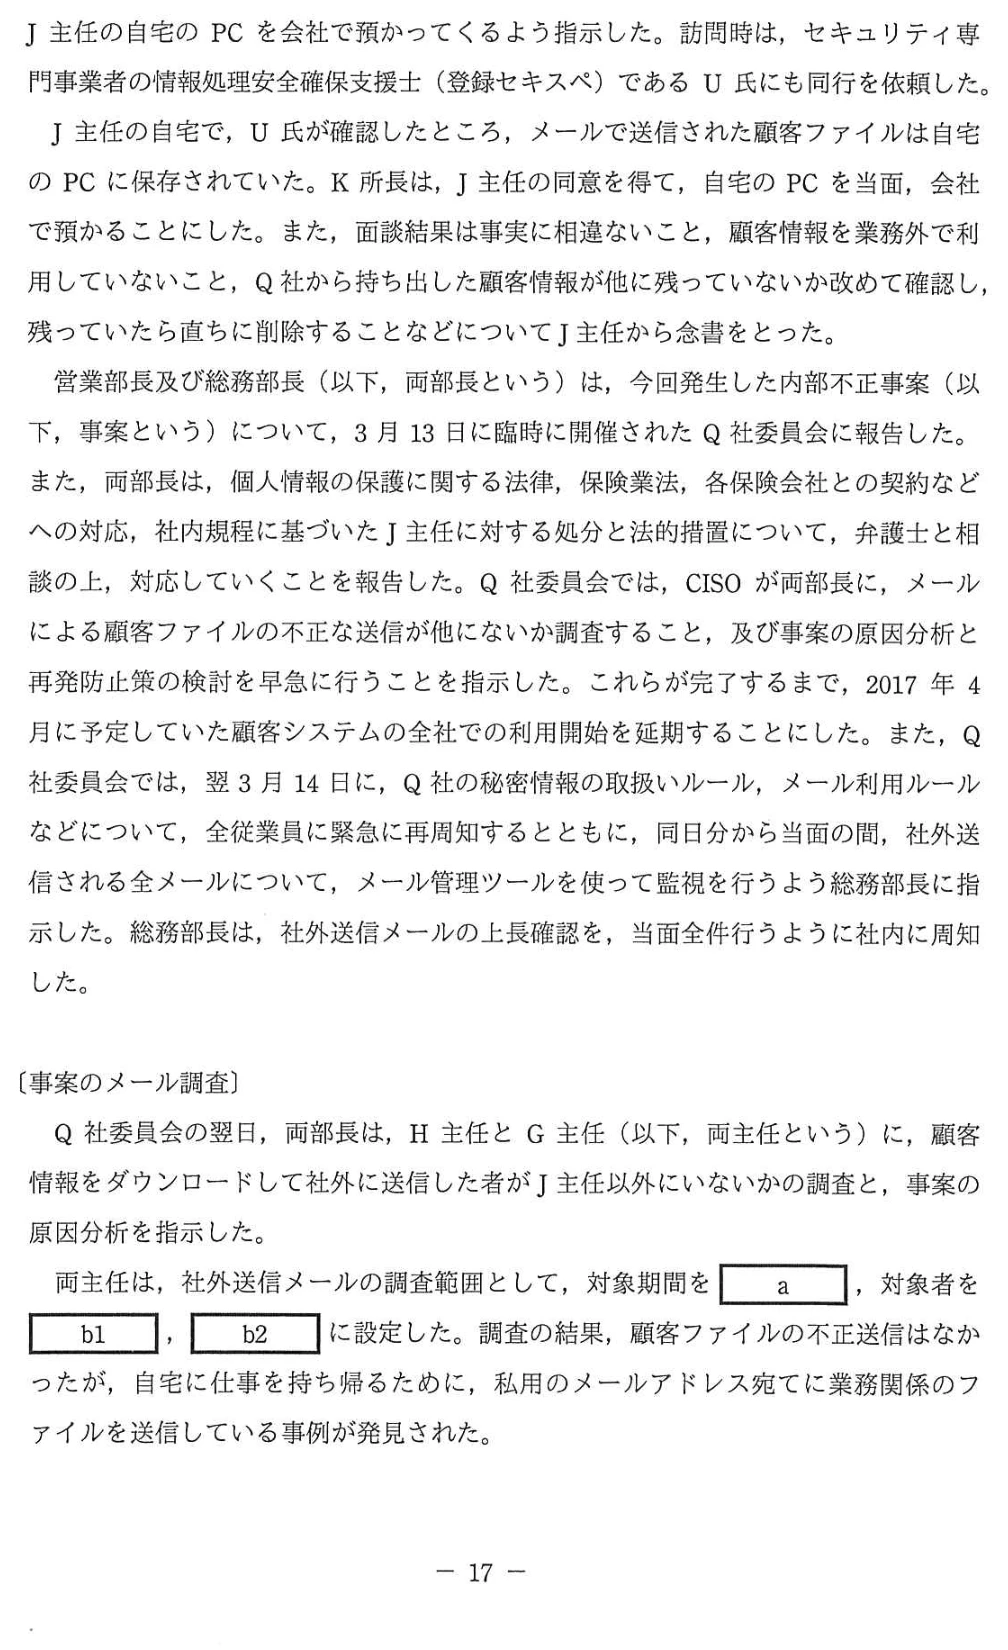 J 主任の自宅の PC を会社で預かってくるよう指示した。訪問時は，セキュリティ専
門事業者の情報処理安全確保支援士（登録セキスペ）である U 氏にも同行を依頼した。
J 主任の自宅で，U 氏が確認したところ，メールで送信された顧客ファイルは自宅
の PC に保存されていた。K 所長は，J 主任の同意を得て，自宅の PC を当面，会社
で預かることにした。また，面談結果は事実に相違ないこと，顧客情報を業務外で利
用していないこと，Q 社から持ち出した顧客情報が他に残っていないか改めて確認し，
残っていたら直ちに削除することなどについて J 主任から念書をとった。
営業部長及び総務部長（以下，両部長という）は，今回発生した内部不正事案（以
下，事案という）について，3 月 13 日に臨時に開催された Q 社委員会に報告した。
また，両部長は，個人情報の保護に関する法律，保険業法，各保険会社との契約など
への対応，社内規程に基づいた J 主任に対する処分と法的措置について，弁護士と相
談の上，対応していくことを報告した。Q 社委員会では，CISO が両部長に，メール
による顧客ファイルの不正な送信が他にないか調査すること，及び事案の原因分析と
再発防止策の検討を早急に行うことを指示した。これらが完了するまで，2017 年 4
月に予定していた顧客システムの全社での利用開始を延期することにした。また，Q
社委員会では，翌 3 月 14 日に，Q 社の秘密情報の取扱いルール，メール利用ルール
などについて，全従業員に緊急に再周知するとともに，同日分から当面の間，社外送
信される全メールについて，メール管理ツールを使って監視を行うよう総務部長に指
示した。総務部長は，社外送信メールの上長確認を，当面全件行うように社内に周知
した。
〔事案のメール調査〕
Q 社委員会の翌日，両部長は，H 主任と G 主任（以下，両主任という）に，顧客
情報をダウンロードして社外に送信した者が J 主任以外にいないかの調査と，事案の
原因分析を指示した。
両主任は，社外送信メールの調査範囲として，対象期間を a ，対象者を
b1 ， b2 に設定した。調査の結果，顧客ファイルの不正送信はなか
ったが，自宅に仕事を持ち帰るために，私用のメールアドレス宛てに業務関係のフ
ァイルを送信している事例が発見された。
－ 17 －